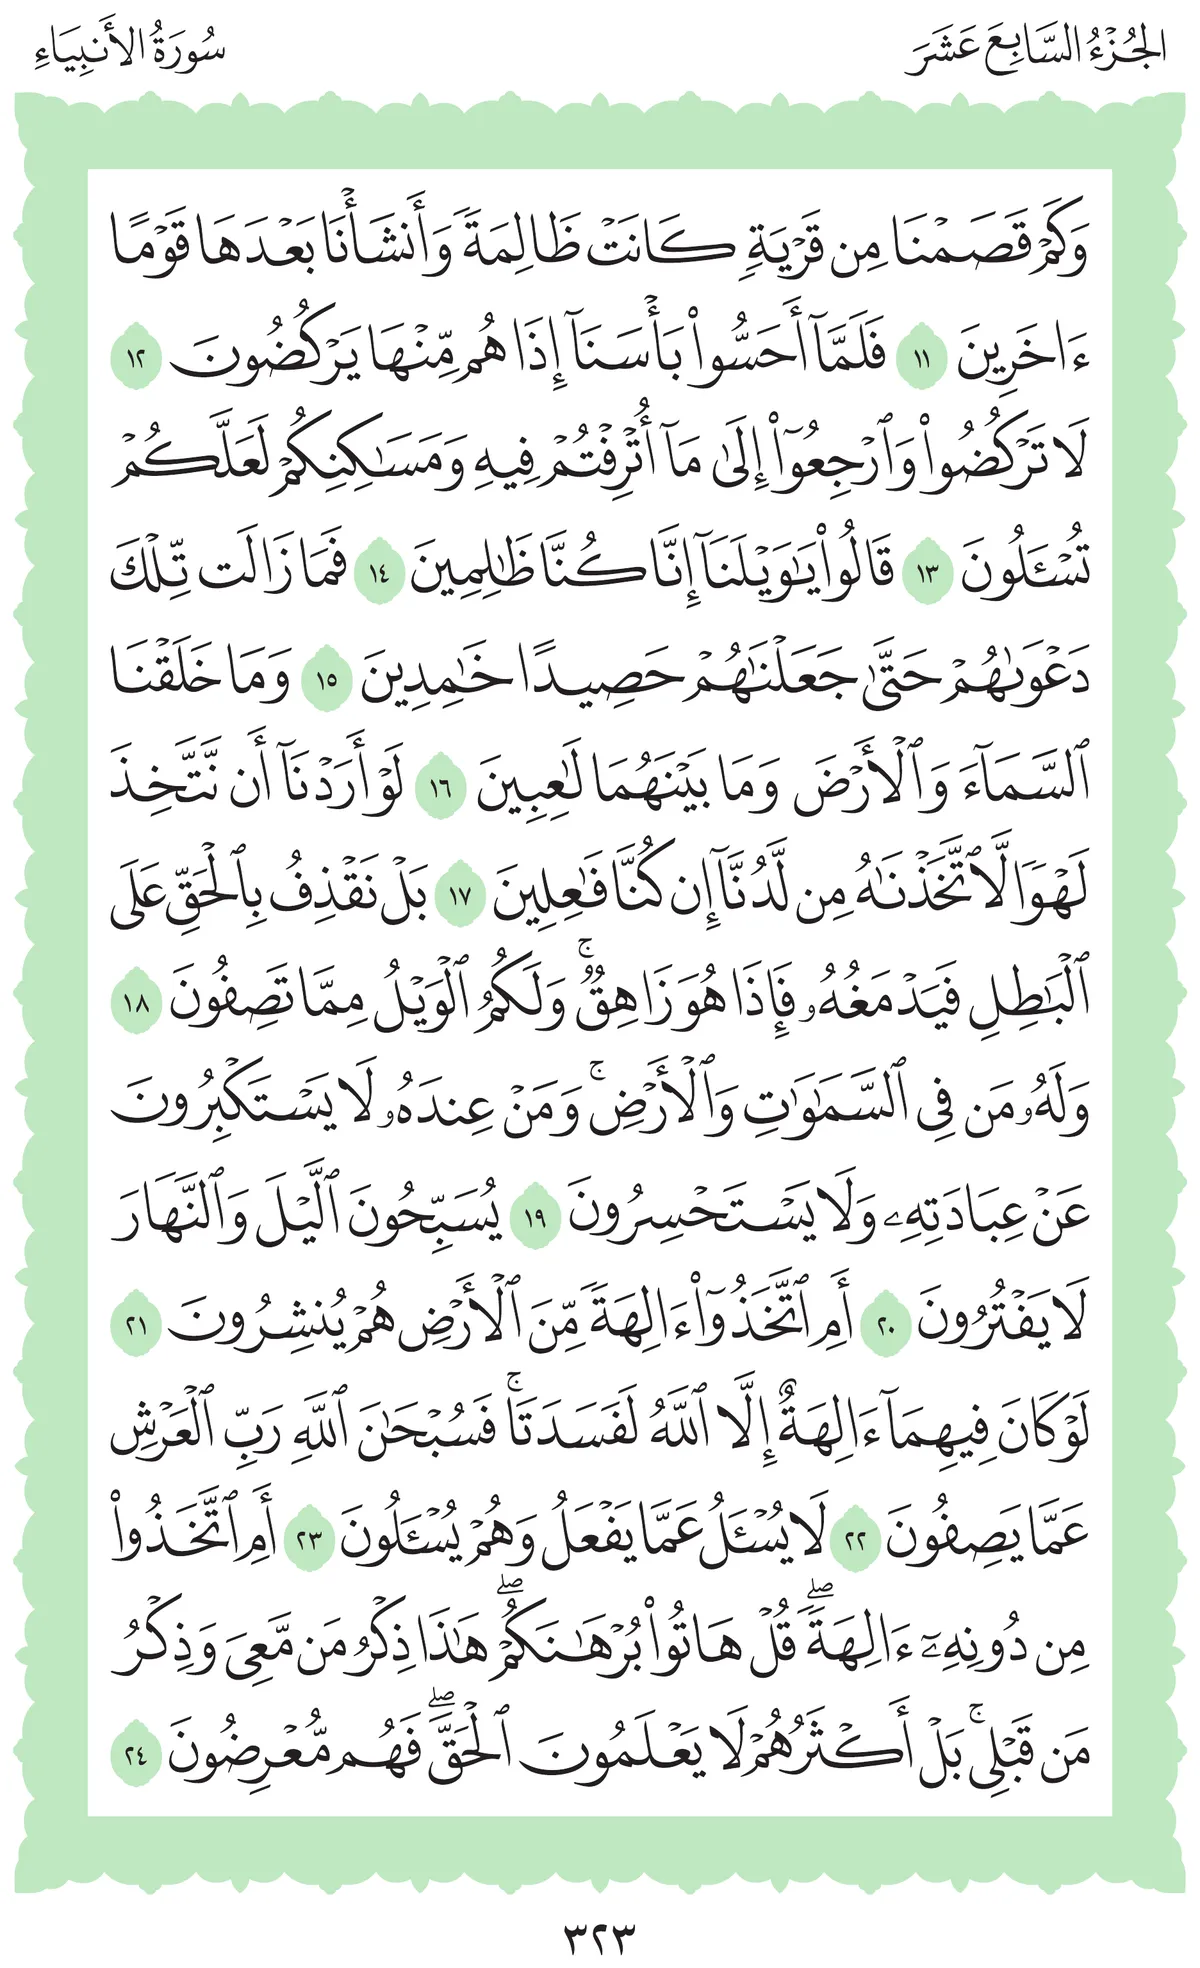 الجُزْءُ السَّابِعَ عَشَرَ
سُورَةُ الأَنبِيَاءِ
وَكَمۡ قَصَمۡنَا مِن قَرۡيَةٖ كَانَتۡ ظَالِمَةٗ وَأَنشَأۡنَا بَعۡدَهَا قَوۡمًا
ءَاخَرِينَ ١١ فَلَمَّآ أَحَسُّواْ بَأۡسَنَآ إِذَا هُم مِّنۡهَا يَرۡكُضُونَ ١٢
لَا تَرۡكُضُواْ وَٱرۡجِعُوٓاْ إِلَىٰ مَآ أُتۡرِفۡتُمۡ فِيهِ وَمَسَٰكِنِكُمۡ لَعَلَّكُمۡ
تُسۡـَٔلُونَ ١٣ قَالُواْ يَٰوَيۡلَنَآ إِنَّا كُنَّا ظَٰلِمِينَ ١٤ فَمَا زَالَت تِّلۡكَ
دَعۡوَىٰهُمۡ حَتَّىٰ جَعَلۡنَٰهُمۡ حَصِيدًا خَٰمِدِينَ ١٥ وَمَا خَلَقۡنَا
ٱلسَّمَآءَ وَٱلۡأَرۡضَ وَمَا بَيۡنَهُمَا لَٰعِبِينَ ١٦ لَوۡ أَرَدۡنَآ أَن نَّتَّخِذَ
لَهۡوٗا لَّٱتَّخَذۡنَٰهُ مِن لَّدُنَّآ إِن كُنَّا فَٰعِلِينَ ١٧ بَلۡ نَقۡذِفُ بِٱلۡحَقِّ عَلَى
ٱلۡبَٰطِلِ فَيَدۡمَغُهُۥ فَإِذَا هُوَ زَاهِقٞۚ وَلَكُمُ ٱلۡوَيۡلُ مِمَّا تَصِفُونَ ١٨
وَلَهُۥ مَن فِي ٱلسَّمَٰوَٰتِ وَٱلۡأَرۡضِۚ وَمَنۡ عِندَهُۥ لَا يَسۡتَكۡبِرُونَ
عَنۡ عِبَادَتِهِۦ وَلَا يَسۡتَحۡسِرُونَ ١٩ يُسَبِّحُونَ ٱلَّيۡلَ وَٱلنَّهَارَ
لَا يَفۡتُرُونَ ٢٠ أَمِ ٱتَّخَذُوٓاْ ءَالِهَةٗ مِّنَ ٱلۡأَرۡضِ هُمۡ يُنشِرُونَ ٢١
لَوۡ كَانَ فِيهِمَآ ءَالِهَةٌ إِلَّا ٱللَّهُ لَفَسَدَتَاۚ فَسُبۡحَٰنَ ٱللَّهِ رَبِّ ٱلۡعَرۡشِ
عَمَّا يَصِفُونَ ٢٢ لَا يُسۡـَٔلُ عَمَّا يَفۡعَلُ وَهُمۡ يُسۡـَٔلُونَ ٢٣ أَمِ ٱتَّخَذُواْ
مِن دُونِهِۦٓ ءَالِهَةٗۖ قُلۡ هَاتُواْ بُرۡهَٰنَكُمۡۖ هَٰذَا ذِكۡرُ مَن مَّعِيَ وَذِكۡرُ
مَن قَبۡلِيۚ بَلۡ أَكۡثَرُهُمۡ لَا يَعۡلَمُونَ ٱلۡحَقَّۖ فَهُم مُّعۡرِضُونَ ٢٤
٣٢٣